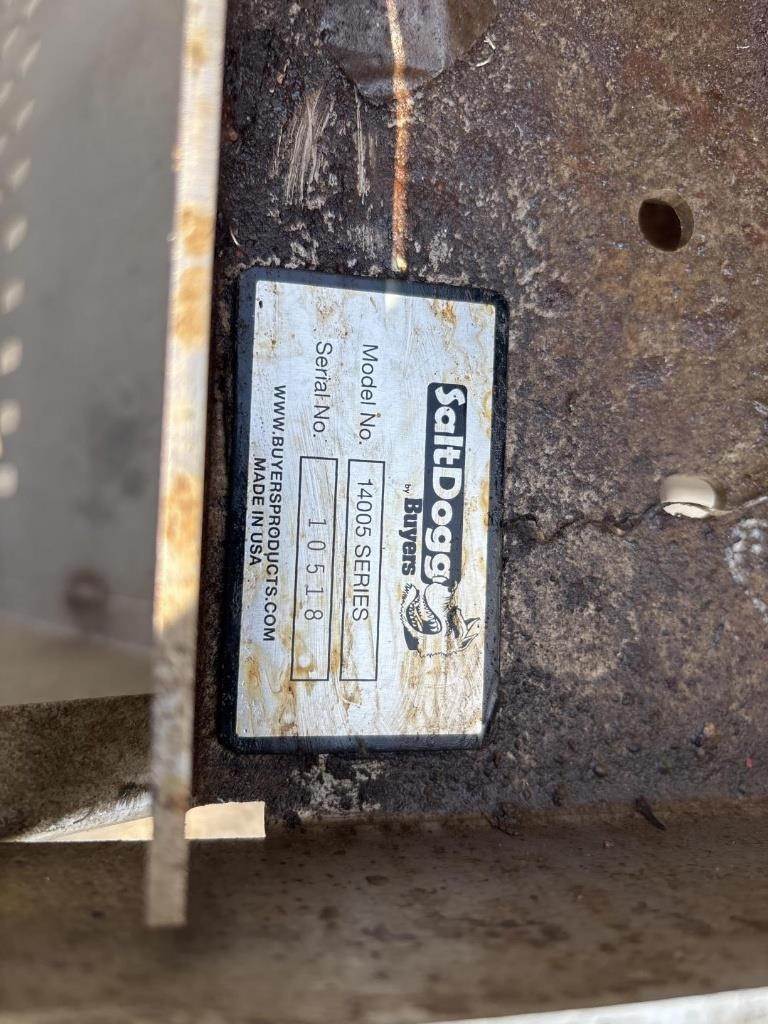 SaltDogg
by Buyers
Model No. 14005 SERIES
Serial No. 10518
WWW.BUYERSPRODUCTS.COM
MADE IN USA